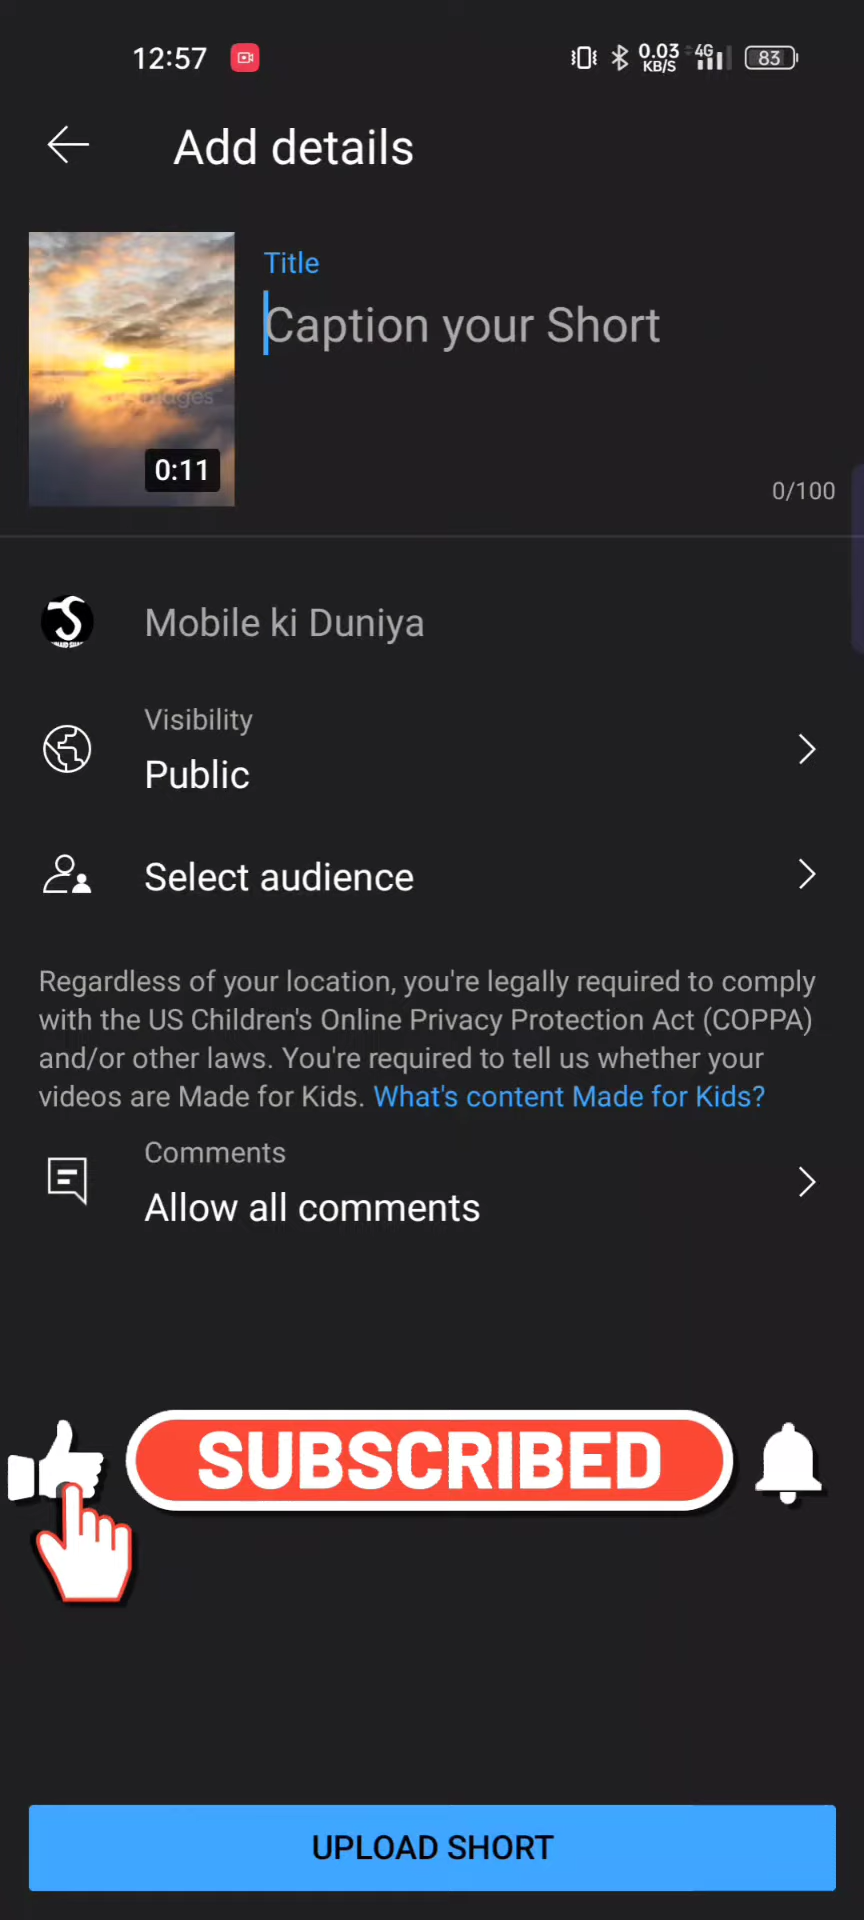 12:57
0.03
KB/S
4G
83
Add details
Title
Caption your Short
0:11
0/100
Mobile ki Duniya
Visibility
Public
Select audience
Regardless of your location, you're legally required to comply
with the US Children's Online Privacy Protection Act (COPPA)
and/or other laws. You're required to tell us whether your
videos are Made for Kids. What's content Made for Kids?
Comments
Allow all comments
SUBSCRIBED
UPLOAD SHORT